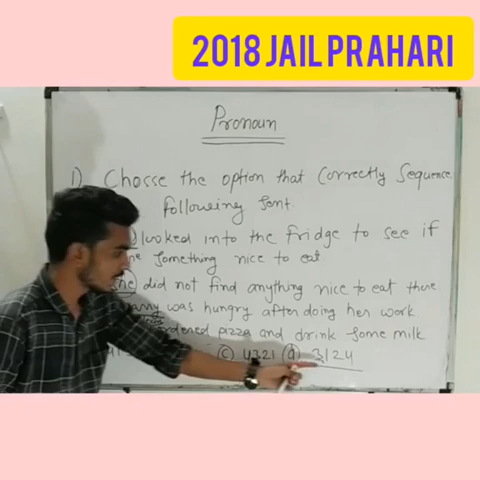 2018 JAIL PRAHARI
Pronoun
1) Chosse the option that Correctly Sequence
following Sent.
looked into the fridge to see if
something nice to eat
did not find anything nice to eat there
was hungry after doing her work
ordered pizza and drink some milk
(c) 4321 (d) 3124